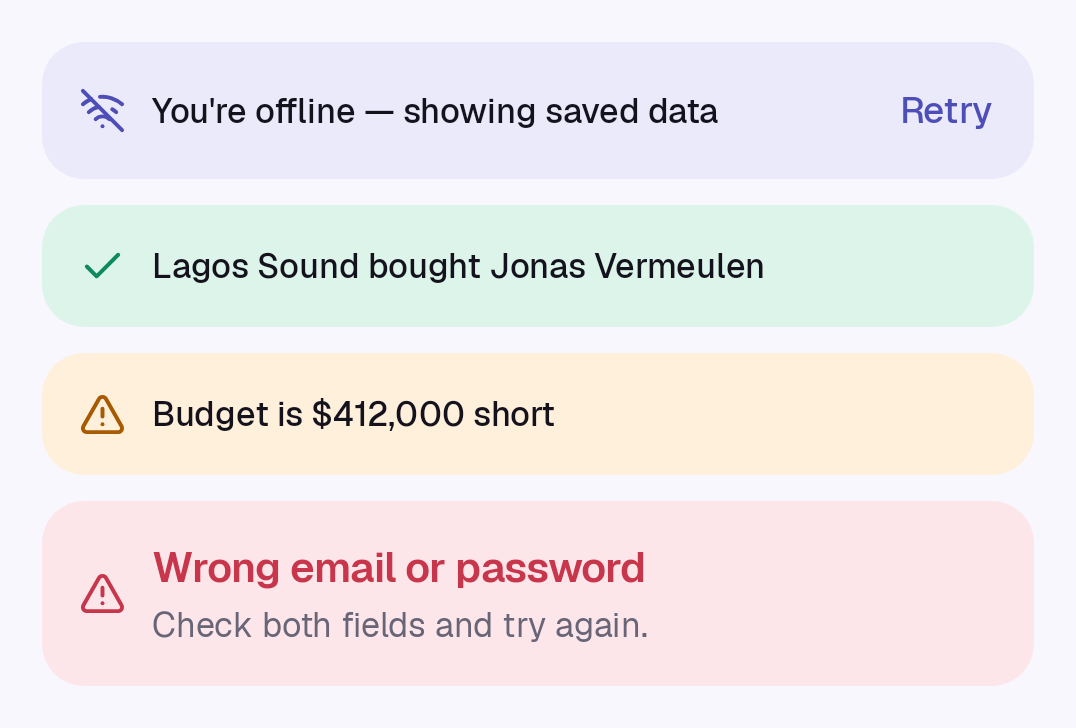 You're offline — showing saved data
Retry
Lagos Sound bought Jonas Vermeulen
Budget is $412,000 short
Wrong email or password
Check both fields and try again.